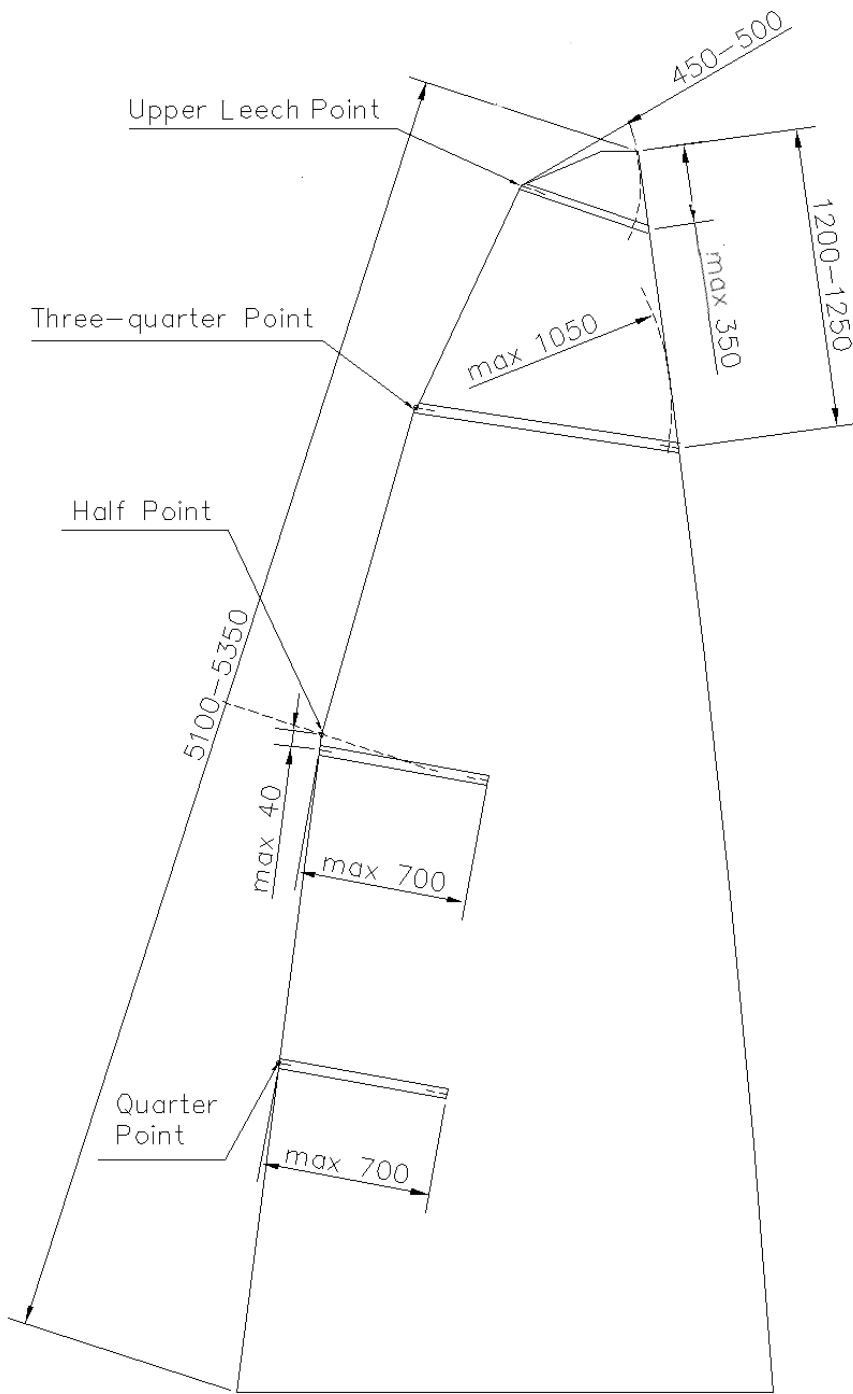 450-500
Upper Leech Point
1200-1250
max 350
Three-quarter Point
max 1050
Half Point
5100-5350
max 40
max 700
Quarter
Point
max 700